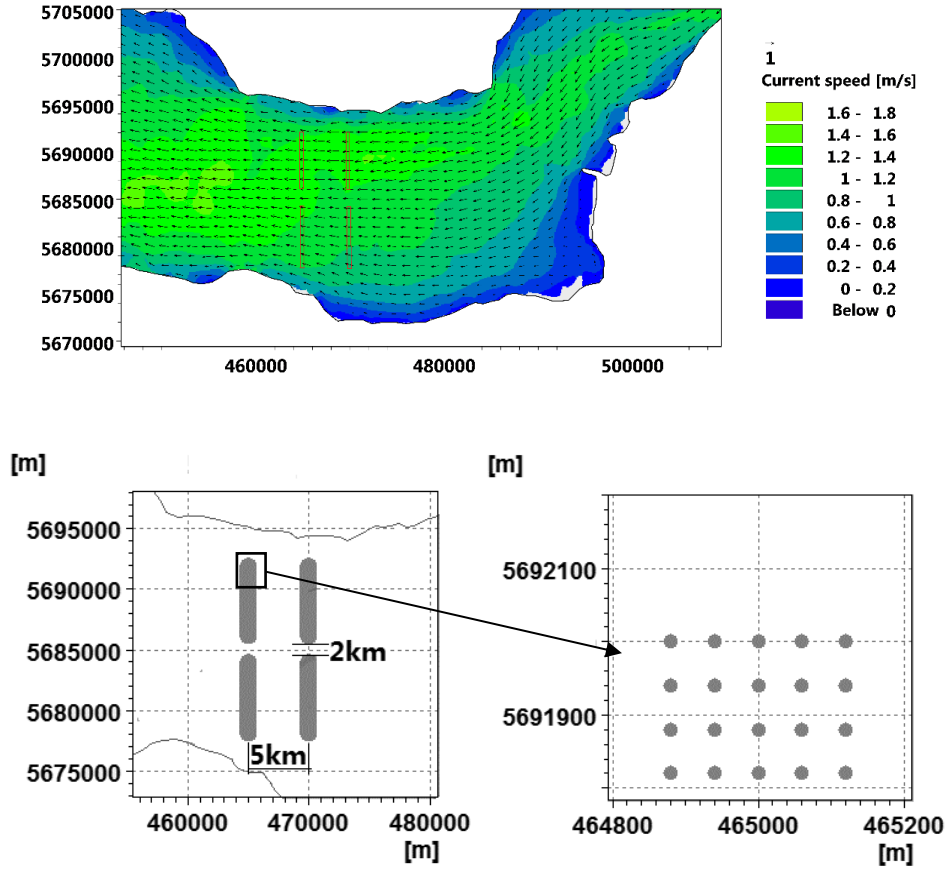 5705000
5700000
5695000
5690000
5685000
5680000
5675000
5670000
460000 480000 500000
1
Current speed [m/s]
1.6 - 1.8
1.4 - 1.6
1.2 - 1.4
1 - 1.2
0.8 - 1
0.6 - 0.8
0.4 - 0.6
0.2 - 0.4
0 - 0.2
Below 0
[m]
5695000
5690000
5685000
5680000
5675000
2km
5km
460000 470000 480000
[m]
[m]
5692100
5691900
464800 465000 465200
[m]